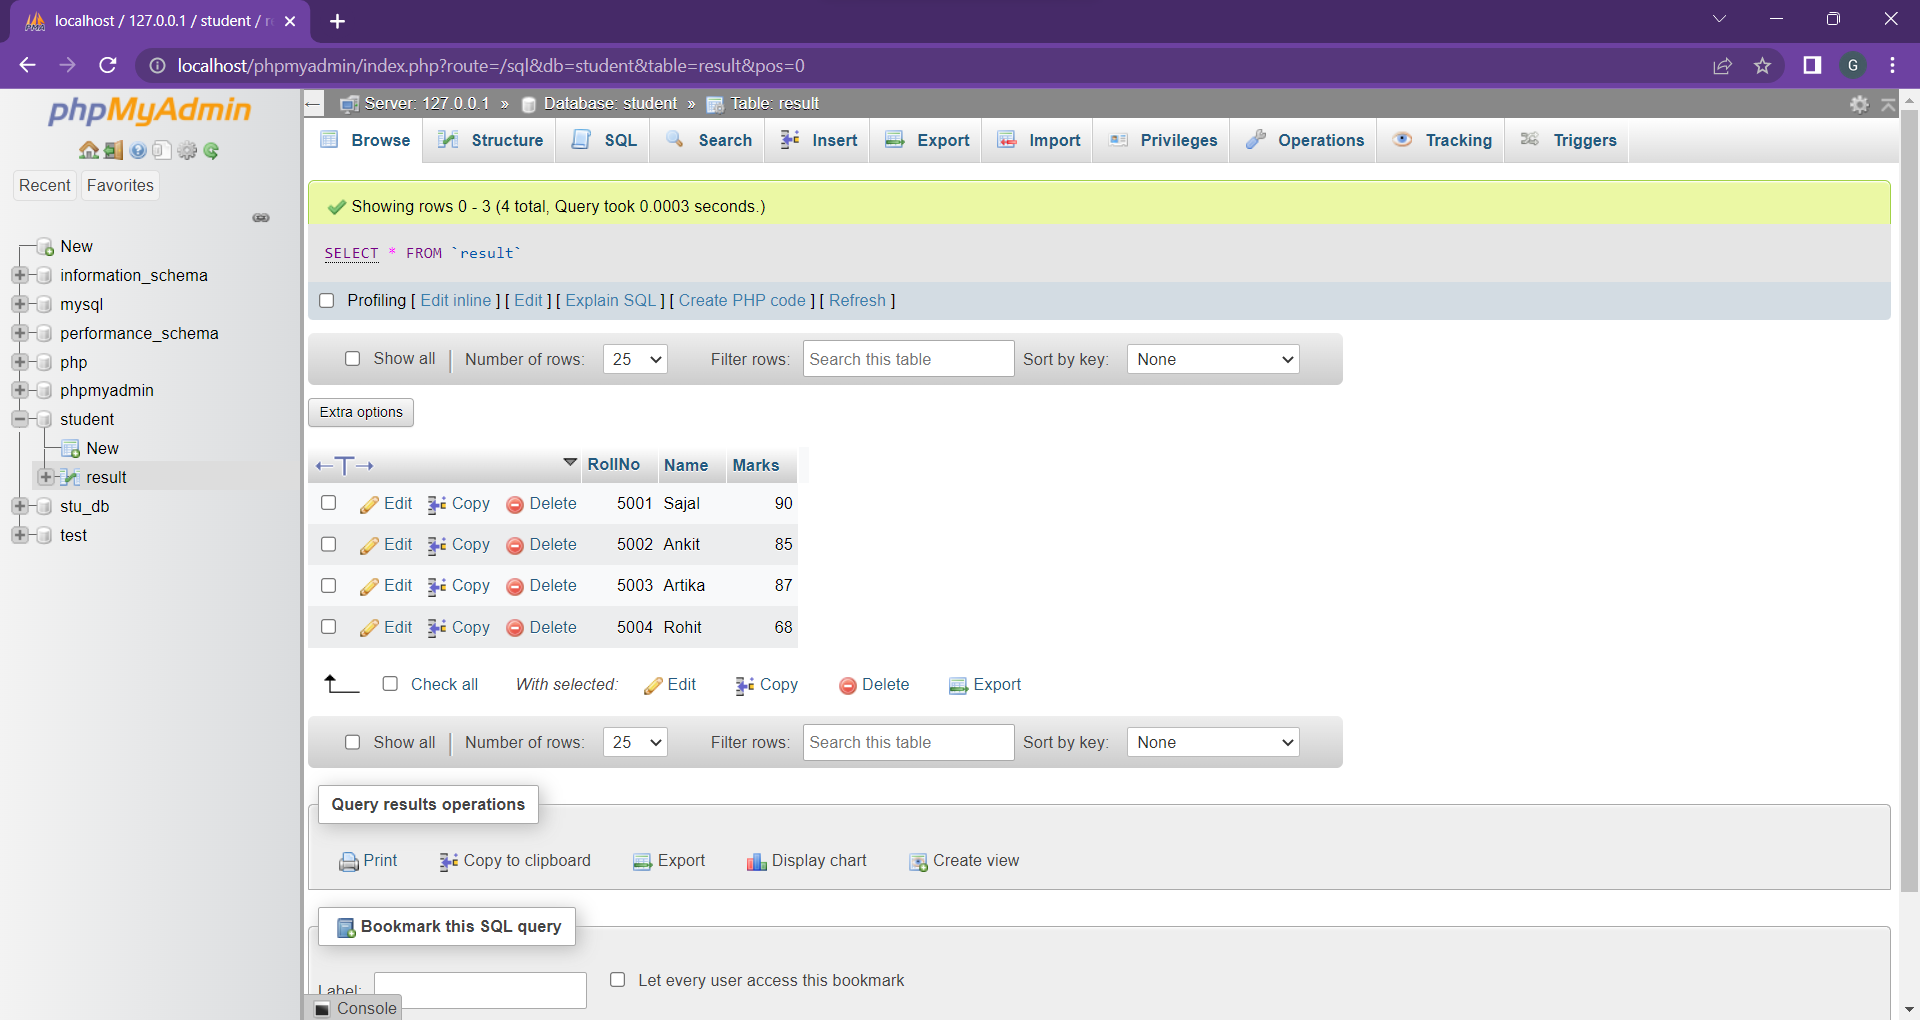 localhost / 127.0.0.1 / student / r
localhost/phpmyadmin/index.php?route=/sql&db=student&table=result&pos=0
G
phpMyAdmin
Recent
Favorites
New
information_schema
mysql
performance_schema
php
phpmyadmin
student
New
result
stu_db
test
Server: 127.0.0.1 » Database: student » Table: result
Browse Structure SQL Search Insert Export Import Privileges Operations Tracking Triggers
Showing rows 0 - 3 (4 total, Query took 0.0003 seconds.)
SELECT * FROM `result`
Profiling [ Edit inline ] [ Edit ] [ Explain SQL ] [ Create PHP code ] [ Refresh ]
Show all | Number of rows: 25 Filter rows: Search this table Sort by key: None
Extra options
←T→ RollNo Name Marks
Edit Copy Delete 5001 Sajal 90
Edit Copy Delete 5002 Ankit 85
Edit Copy Delete 5003 Artika 87
Edit Copy Delete 5004 Rohit 68
Check all With selected: Edit Copy Delete Export
Show all | Number of rows: 25 Filter rows: Search this table Sort by key: None
Query results operations
Print Copy to clipboard Export Display chart Create view
Bookmark this SQL query
Label: Let every user access this bookmark
Console